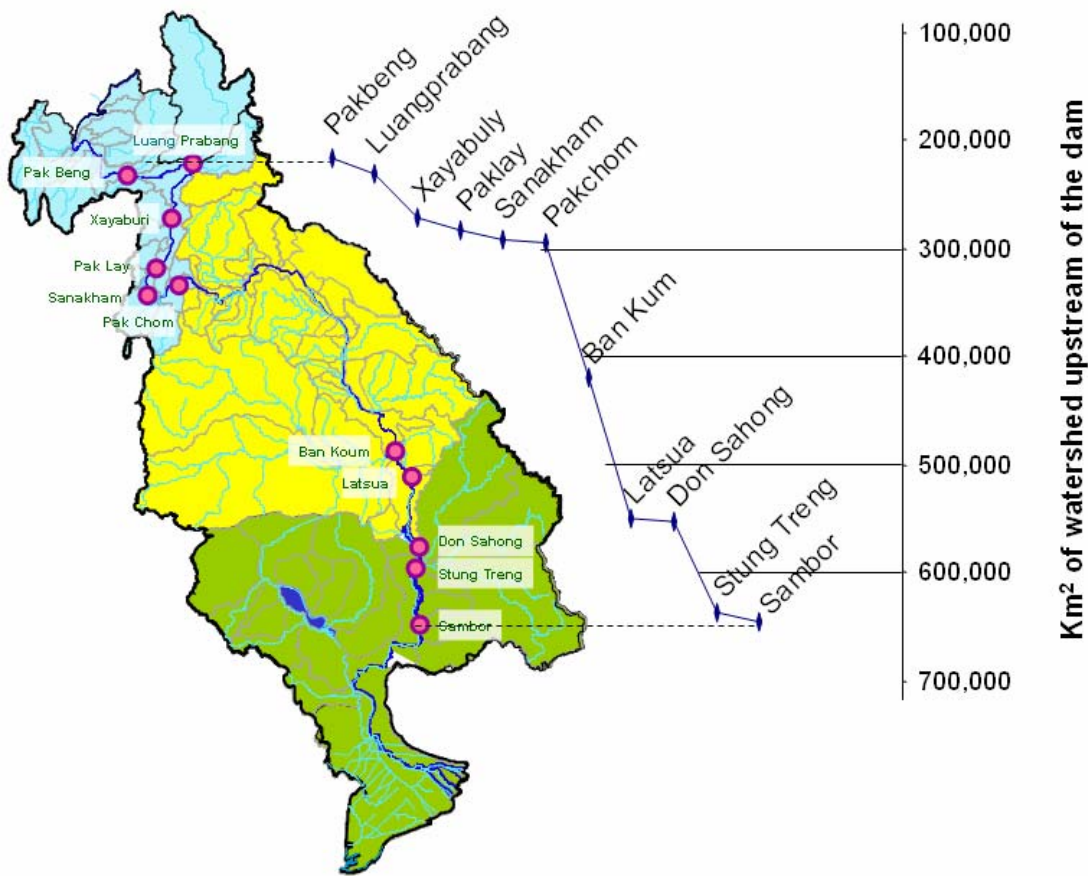 Luang Prabang
Pak Beng
Xayaburi
Pak Lay
Sanakham
Pak Chom
Ban Koum
Latsua
Don Sahong
Stung Treng
Sambor
Pakbeng
Luangprabang
Xayabuly
Paklay
Sanakham
Pakchom
Ban Kum
Latsua
Don Sahong
Stung Treng
Sambor
100,000
200,000
300,000
400,000
500,000
600,000
700,000
Km² of watershed upstream of the dam